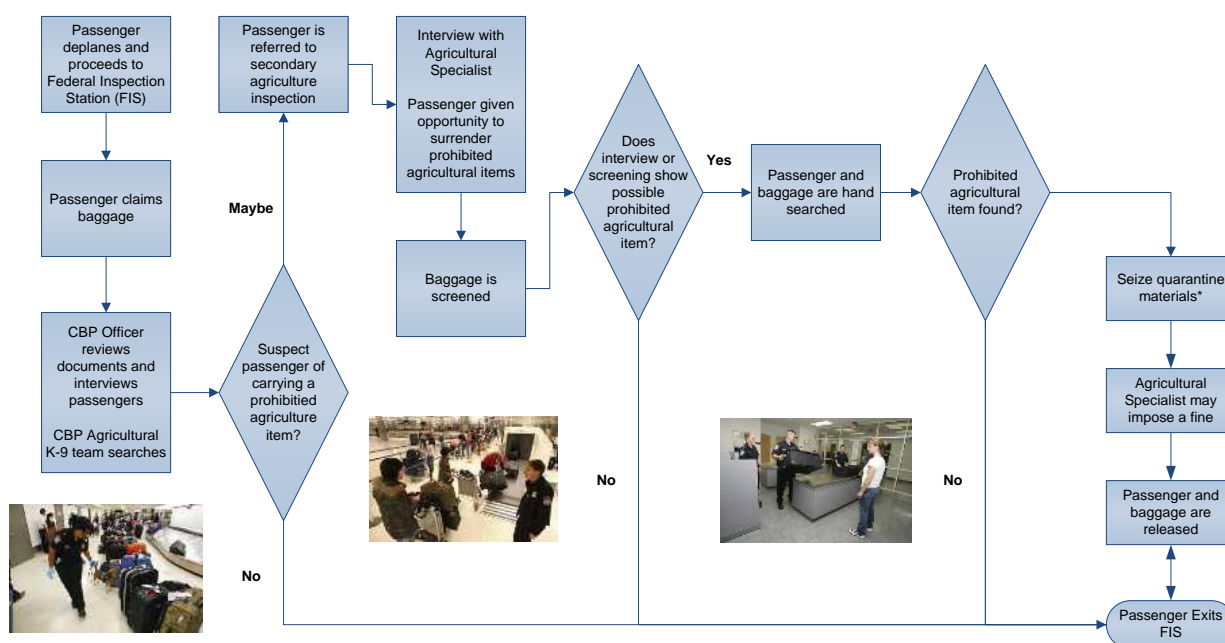 Passenger
deplanes and
proceeds to
Federal Inspection
Station (FIS)
Passenger claims
baggage
CBP Officer
reviews
documents and
interviews
passengers
CBP Agricultural
K-9 team searches
Suspect
passenger of
carrying a
prohibitied
agriculture
item?
Maybe
No
Passenger is
referred to
secondary
agriculture
inspection
Interview with
Agricultural
Specialist
Passenger given
opportunity to
surrender
prohibited
agricultural items
Baggage is
screened
Does
interview or
screening show
possible
prohibited
agricultural
item?
Yes
No
Passenger and
baggage are hand
searched
Prohibited
agricultural
item found?
No
Seize quarantine
materials*
Agricultural
Specialist may
impose a fine
Passenger and
baggage are
released
Passenger Exits
FIS